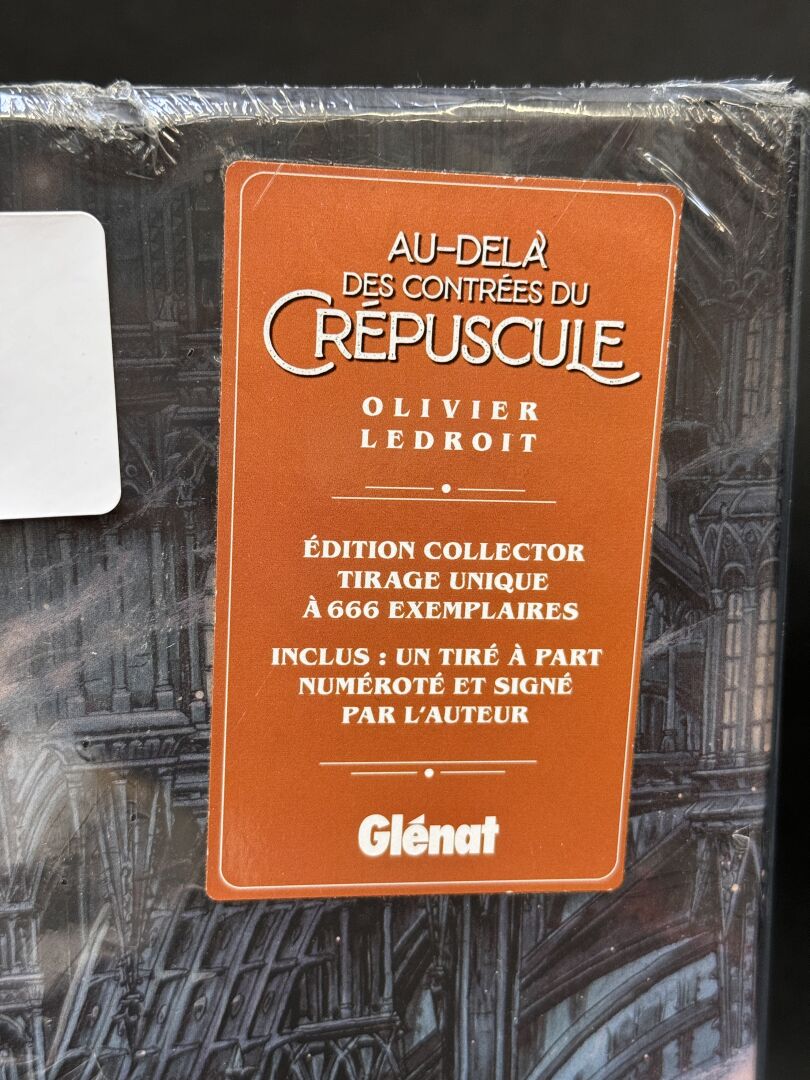 AU-DELÀ
DES CONTRÉES DU
CRÉPUSCULE
OLIVIER
LEDROIT
ÉDITION COLLECTOR
TIRAGE UNIQUE
À 666 EXEMPLAIRES
INCLUS : UN TIRÉ À PART
NUMÉROTÉ ET SIGNÉ
PAR L'AUTEUR
Glénat